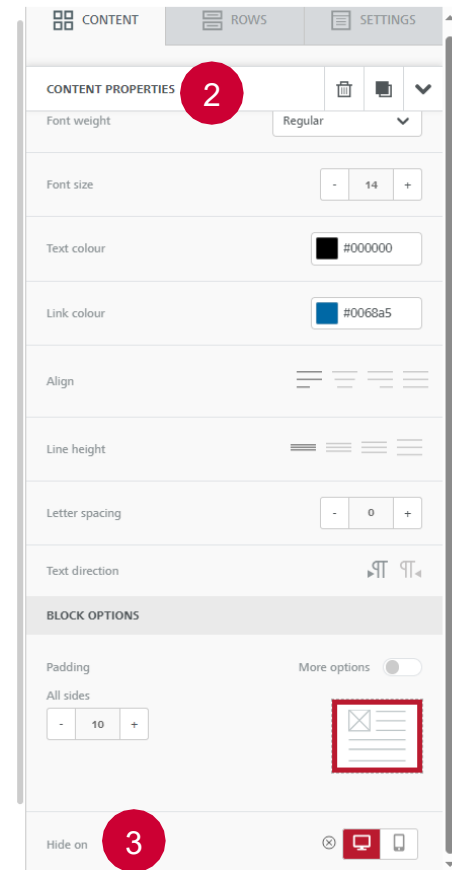 CONTENT ROWS SETTINGS
CONTENT PROPERTIES 2
Font weight Regular
Font size - 14 +
Text colour #000000
Link colour #0068a5
Align
Line height
Letter spacing - 0 +
Text direction
BLOCK OPTIONS
Padding More options
All sides
- 10 +
Hide on 3